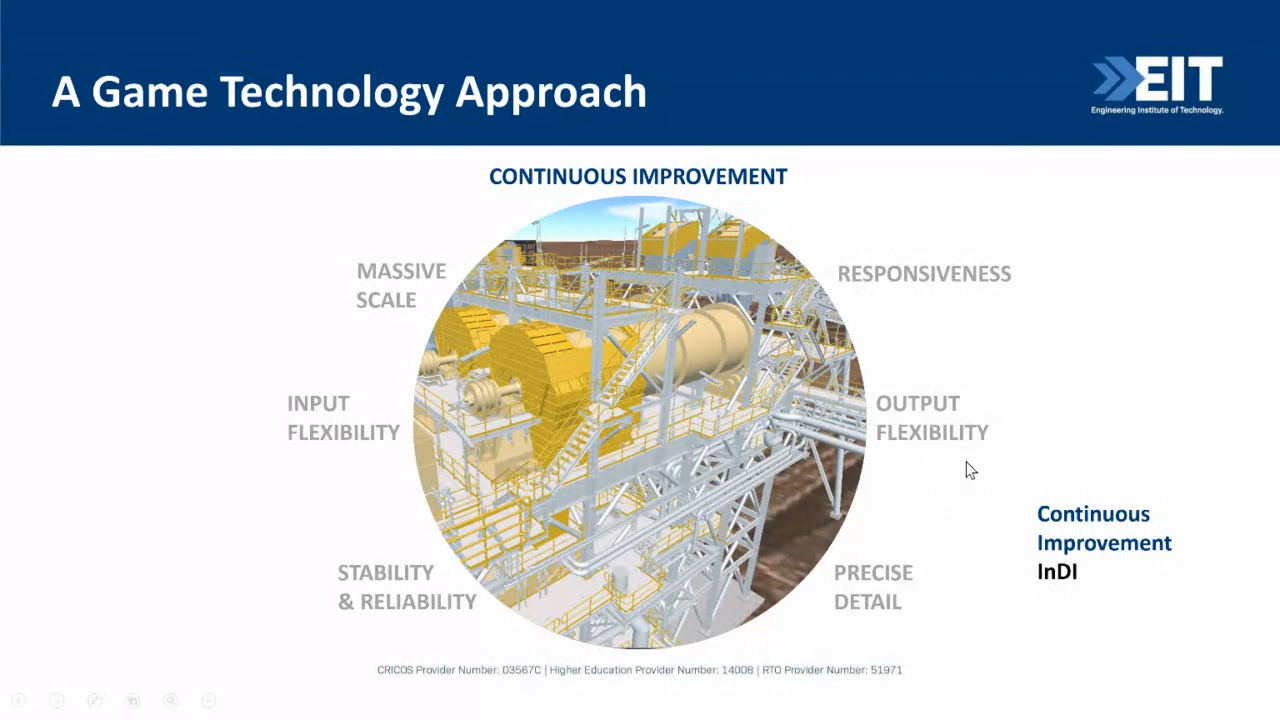 A Game Technology Approach
EIT
Engineering Institute of Technology.
CONTINUOUS IMPROVEMENT
MASSIVE
SCALE
RESPONSIVENESS
INPUT
FLEXIBILITY
OUTPUT
FLEXIBILITY
Continuous
Improvement
InDI
STABILITY
& RELIABILITY
PRECISE
DETAIL
CRICOS Provider Number: 03567C | Higher Education Provider Number: 14008 | RTO Provider Number: 51971